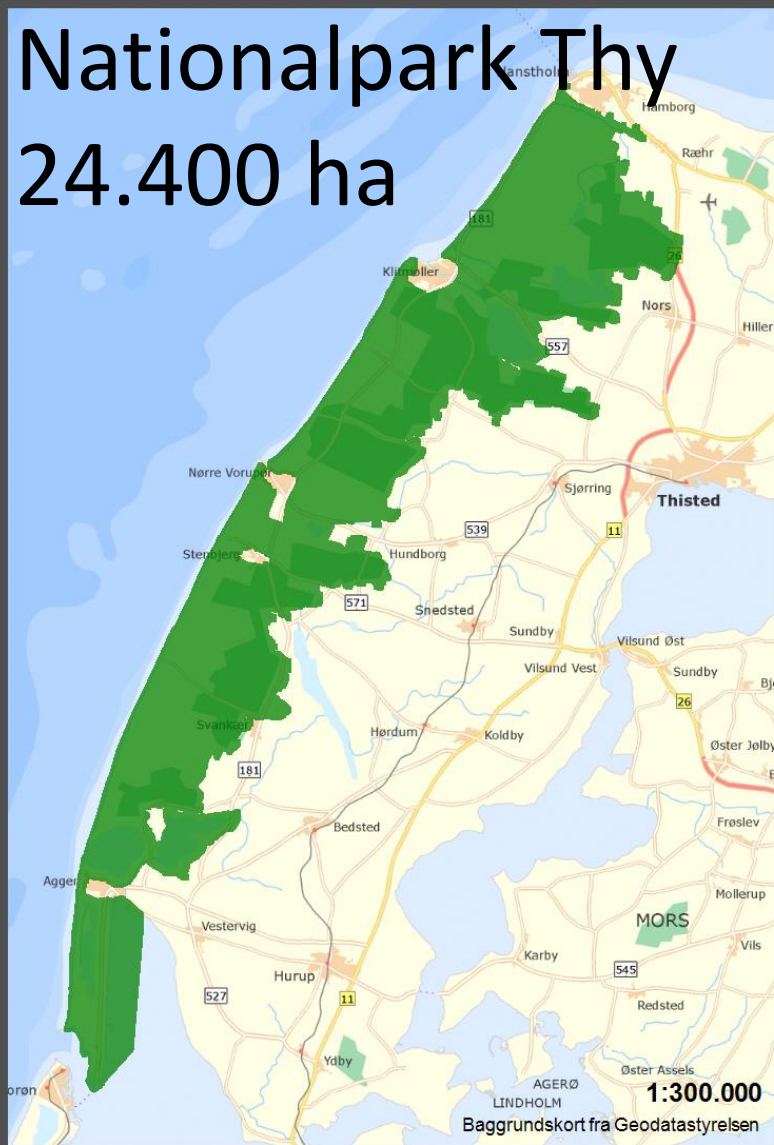 Nationalpark Thy
24.400 ha
anstholm
Hamborg
Ræhr
181
Klitmøller
26
Nors
Hiller
557
Nørre Vorupør
Sjørring
Thisted
539
11
Stenbjerg
Hundborg
571
Snedsted
Sundby
Vilsund Øst
Vilsund Vest
Sundby
Bj
26
Svankær
Hørdum
Koldby
Øster Jølby
181
Frøslev
Bedsted
Agger
Mollerup
MORS
Vestervig
Vils
Karby
545
Hurup
527
11
Redsted
Ydby
Øster Assels
AGERØ
orøn
1:300.000
LINDHOLM
Baggrundskort fra Geodatastyrelsen